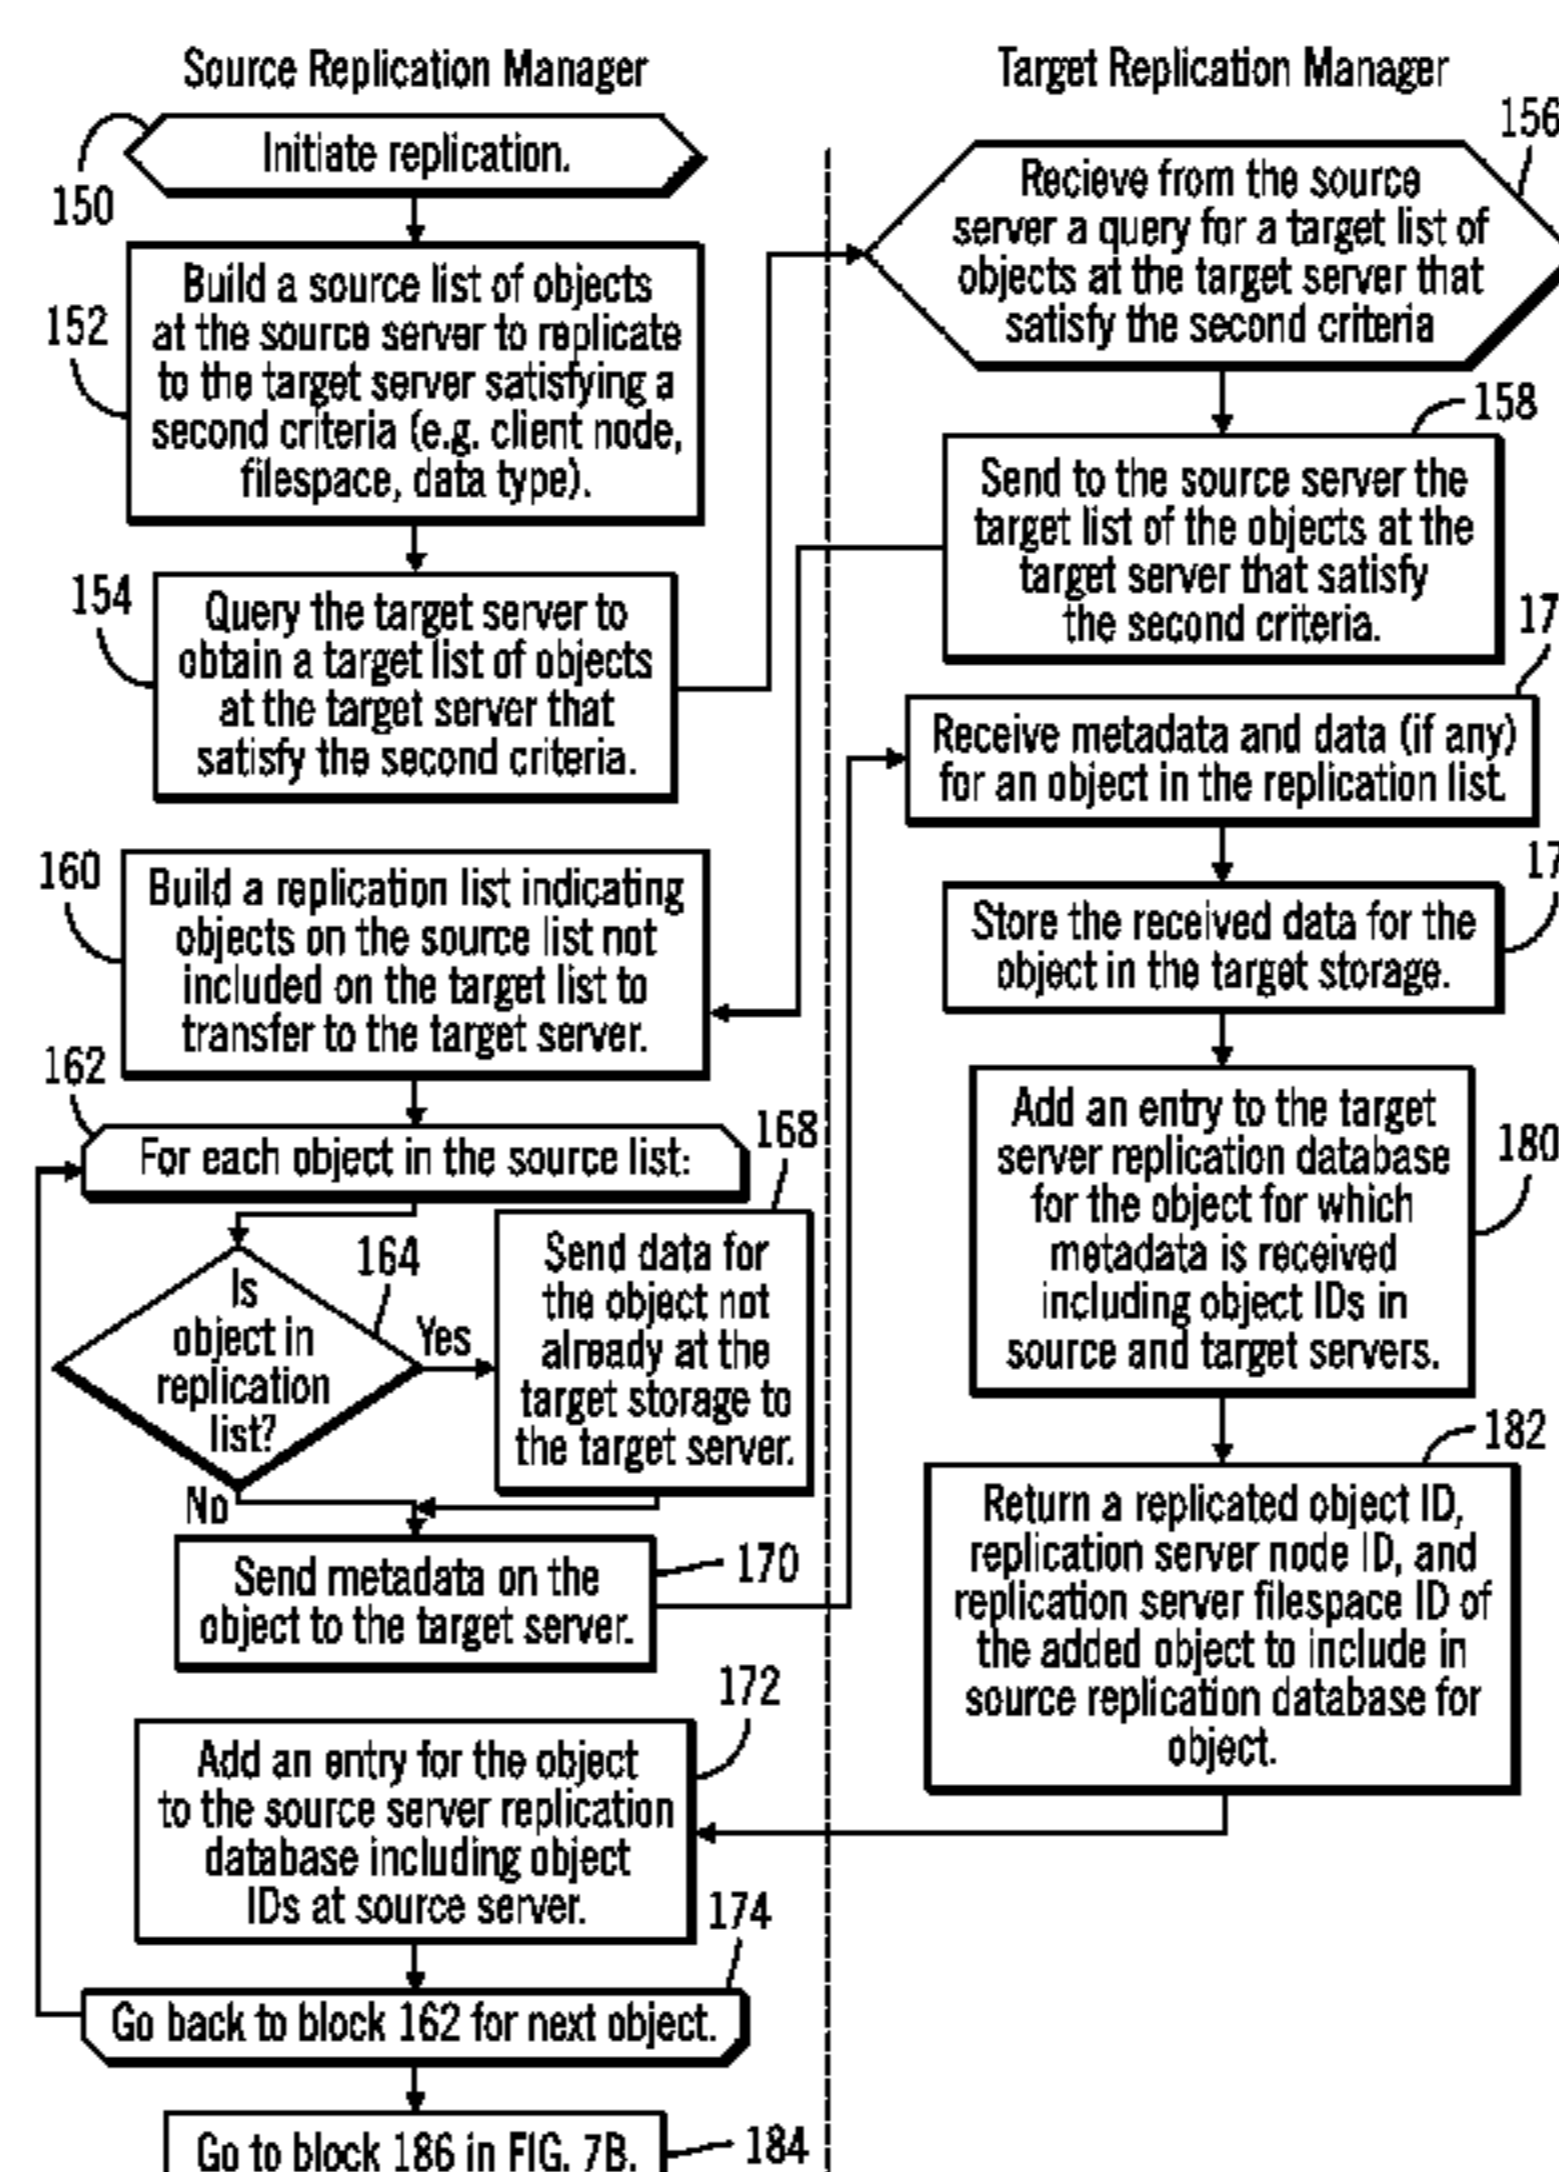 Source Replication Manager
Initiate replication.
150
Build a source list of objects
at the source server to replicate
to the target server satisfying a
second criteria (e.g. client node,
filespace, data type).
152
Query the target server to
obtain a target list of objects
at the target server that
satisfy the second criteria.
154
Build a replication list indicating
objects on the source list not
included on the target list to
transfer to the target server.
160
162
For each object in the source list:
Is
object in
replication
list?
164
Yes
No
168
Send data for
the object not
already at the
target storage to
the target server.
Send metadata on the
object to the target server.
170
172
Add an entry for the object
to the source server replication
database including object
IDs at source server.
174
Go back to block 162 for next object.
Go to block 186 in FIG. 7B.
184
Target Replication Manager
156
Recieve from the source
server a query for a target list of
objects at the target server that
satisfy the second criteria
158
Send to the source server the
target list of the objects at the
target server that satisfy
the second criteria.
17
Receive metadata and data (if any)
for an object in the replication list.
17
Store the received data for the
object in the target storage.
Add an entry to the target
server replication database
for the object for which
metadata is received
including object IDs in
source and target servers.
180
182
Return a replicated object ID,
replication server node ID, and
replication server filespace ID of
the added object to include in
source replication database for
object.